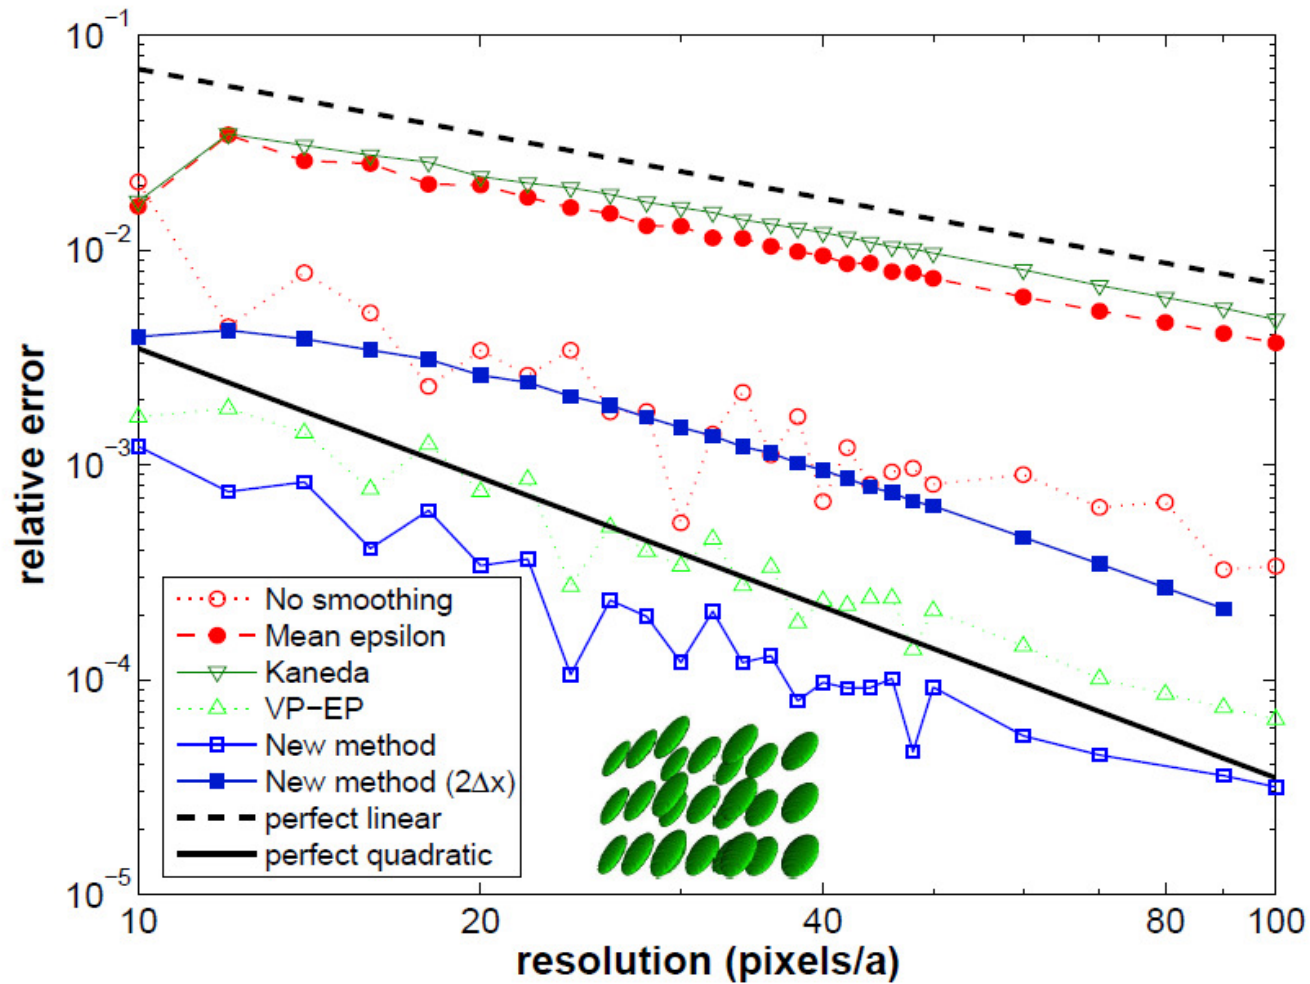 10⁻¹
10⁻²
10⁻³
10⁻⁴
10⁻⁵
relative error
No smoothing
Mean epsilon
Kaneda
VP−EP
New method
New method (2Δx)
perfect linear
perfect quadratic
10 20 40 80 100
resolution (pixels/a)